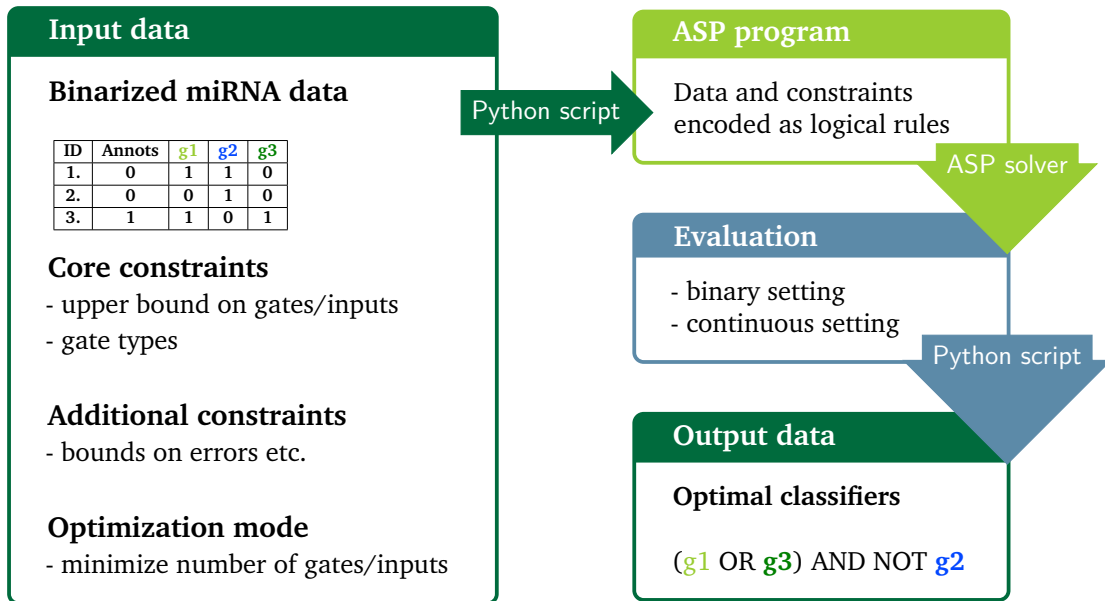 Input data
Binarized miRNA data
ID Annots g1 g2 g3
1. 0 1 1 0
2. 0 0 1 0
3. 1 1 0 1
Core constraints
- upper bound on gates/inputs
- gate types
Additional constraints
- bounds on errors etc.
Optimization mode
- minimize number of gates/inputs
Python script
ASP program
Data and constraints
encoded as logical rules
ASP solver
Evaluation
- binary setting
- continuous setting
Python script
Output data
Optimal classifiers
(g1 OR g3) AND NOT g2